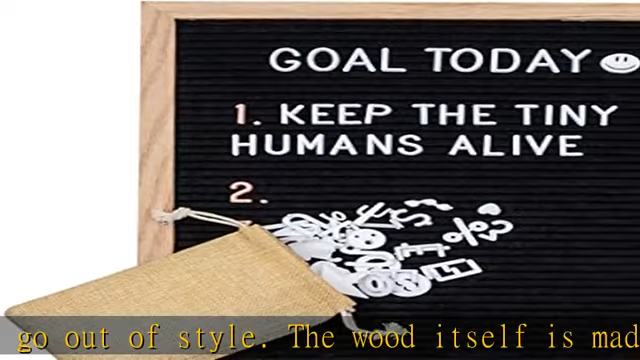 GOAL TODAY
1. KEEP THE TINY
HUMANS ALIVE
2.
go out of style. The wood itself is mad